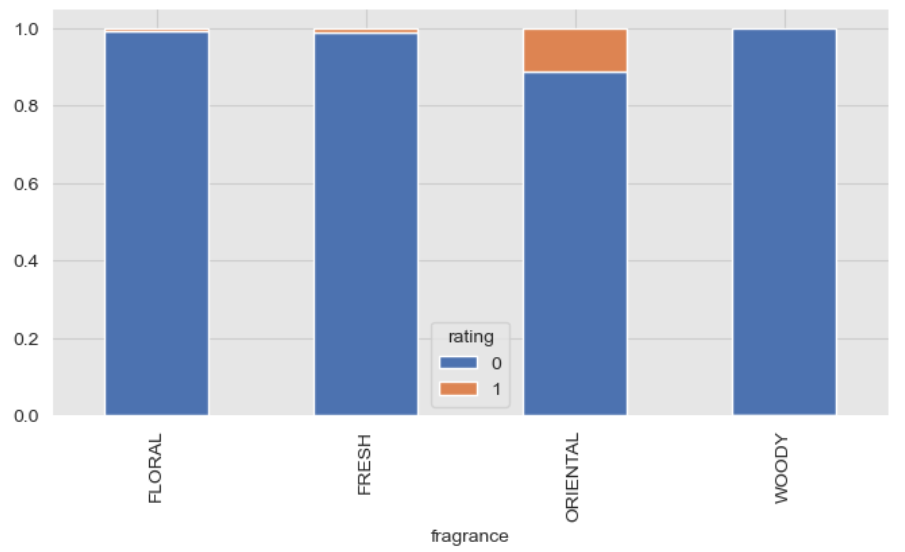 1.0
0.8
0.6
0.4
0.2
0.0
rating
0
1
FLORAL
FRESH
ORIENTAL
WOODY
fragrance